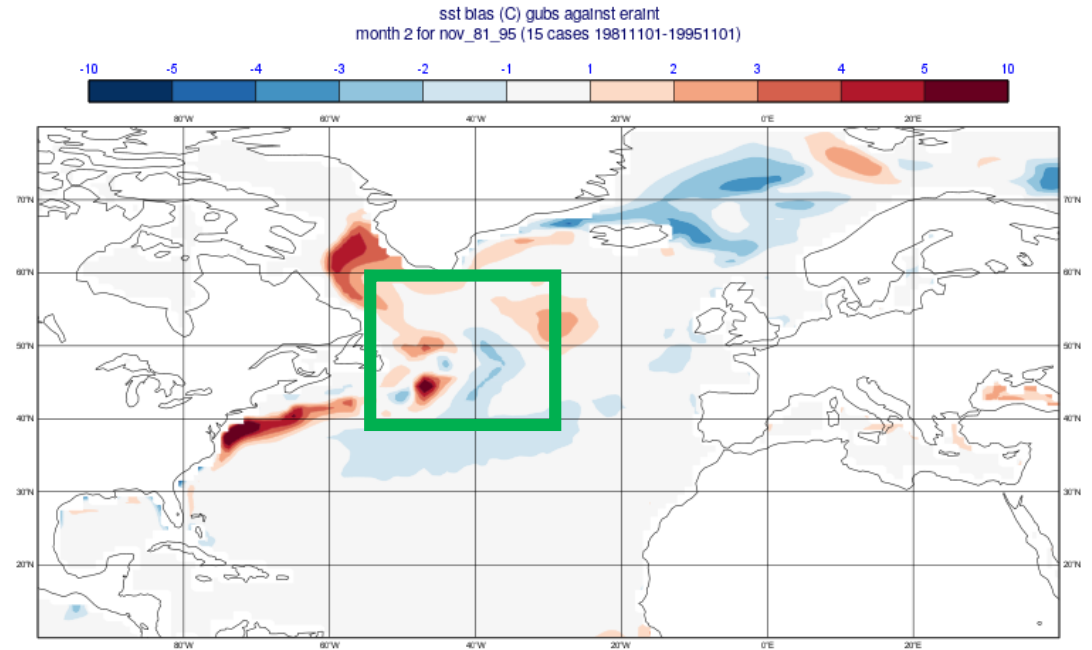 sst bias (C) gubs against eraint
month 2 for nov_81_95 (15 cases 19811101-19951101)
-10 -5 -4 -3 -2 -1 1 2 3 4 5 10
80°W 60°W 40°W 20°W 0°E 20°E
70°N 70°N
60°N 60°N
50°N 50°N
40°N 40°N
30°N 30°N
20°N 20°N
80°W 60°W 40°W 20°W 0°E 20°E